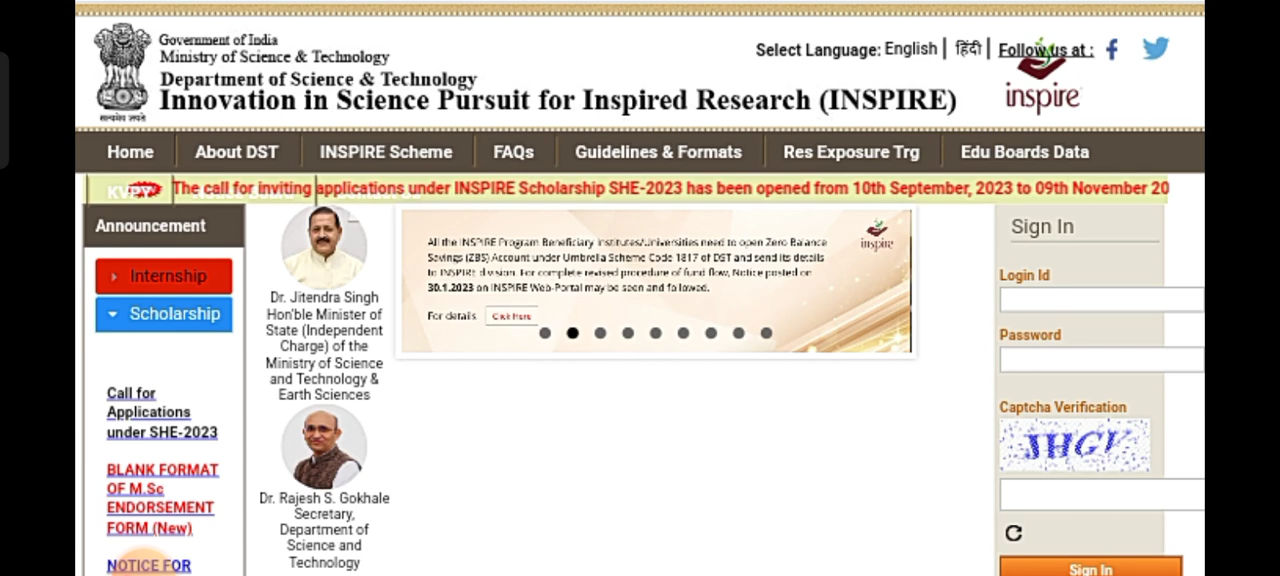 Government of India
Ministry of Science & Technology
Department of Science & Technology
Innovation in Science Pursuit for Inspired Research (INSPIRE)
सत्यमेव जयते
Select Language: English | हिंदी | Follow us at :
inspire
Home About DST INSPIRE Scheme FAQs Guidelines & Formats Res Exposure Trg Edu Boards Data
The call for inviting applications under INSPIRE Scholarship SHE-2023 has been opened from 10th September, 2023 to 09th November 20
Announcement
Internship
Scholarship
Call for
Applications
under SHE-2023
BLANK FORMAT
OF M.Sc
ENDORSEMENT
FORM (New)
NOTICE FOR
Dr. Jitendra Singh
Hon'ble Minister of
State (Independent
Charge) of the
Ministry of Science
and Technology &
Earth Sciences
Dr. Rajesh S. Gokhale
Secretary,
Department of
Science and
Technology
All the INSPIRE Program Beneficiary Institutes/Universities need to open Zero Balance
Savings (ZBS) Account under Umbrella Scheme Code 1817 of DST and send its details
to INSPIRE division. For complete revised procedure of fund flow, Notice posted on
30.1.2023 on INSPIRE Web-Portal may be seen and followed.
For details Click Here
inspire
Sign In
Login Id
Password
Captcha Verification
Sign In